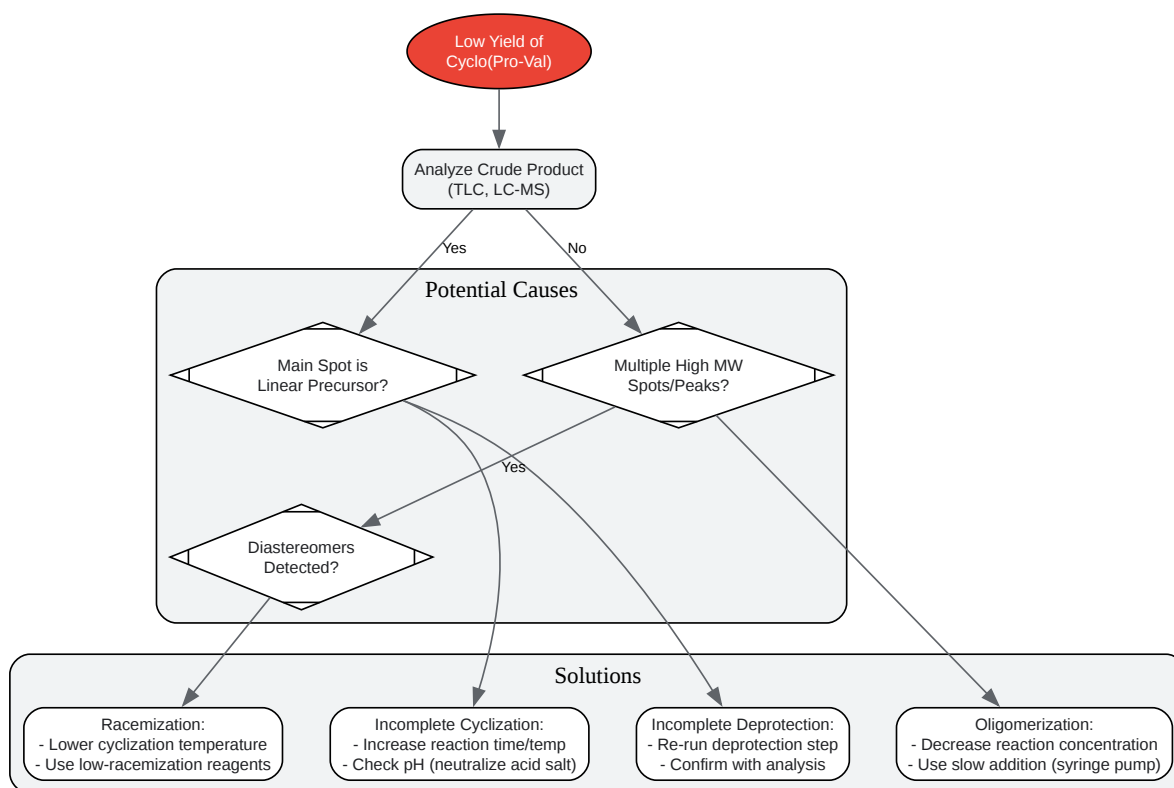 Low Yield of
Cyclo(Pro-Val)
Analyze Crude Product
(TLC, LC-MS)
Yes
No
Potential Causes
Main Spot is
Linear Precursor?
Multiple High MW
Spots/Peaks?
Yes
Diastereomers
Detected?
Solutions
Racemization:
- Lower cyclization temperature
- Use low-racemization reagents
Incomplete Cyclization:
- Increase reaction time/temp
- Check pH (neutralize acid salt)
Incomplete Deprotection:
- Re-run deprotection step
- Confirm with analysis
Oligomerization:
- Decrease reaction concentration
- Use slow addition (syringe pump)